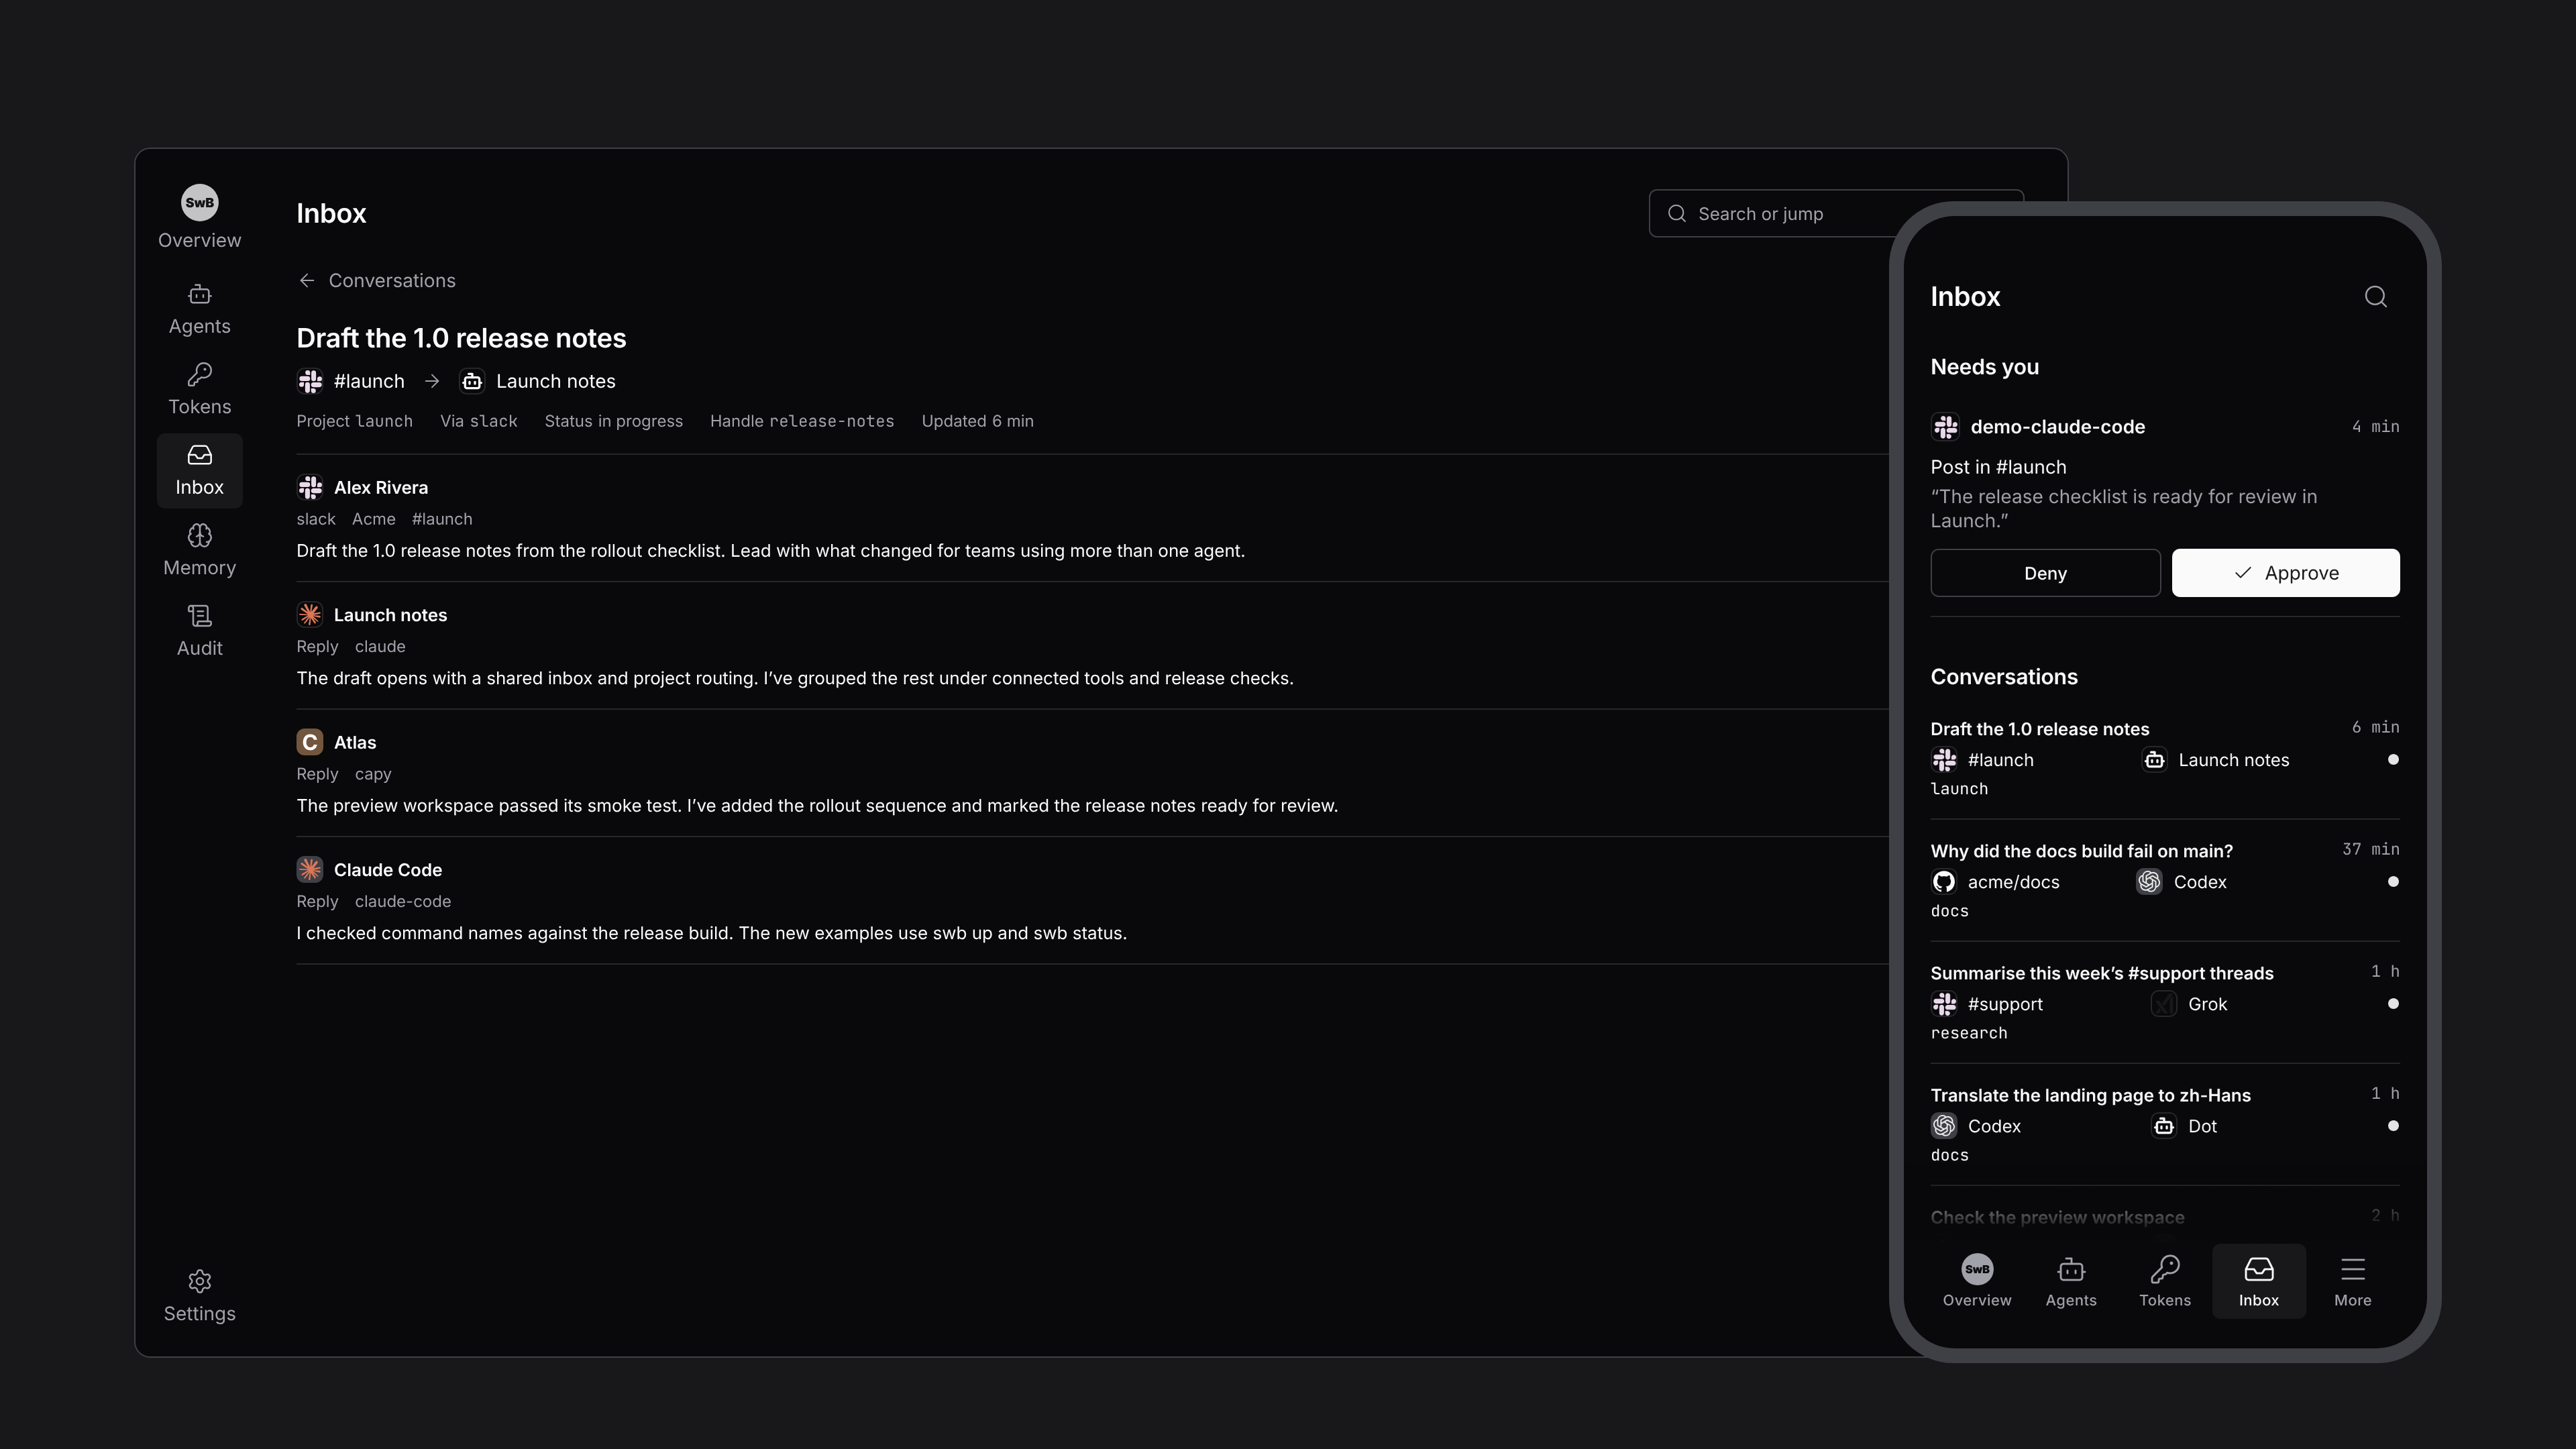 SwB
Overview
Agents
Tokens
Inbox
Memory
Audit
Settings
Inbox
Search or jump
Conversations
Draft the 1.0 release notes
#launch → Launch notes
Project launch Via slack Status in progress Handle release-notes Updated 6 min
Alex Rivera
slack Acme #launch
Draft the 1.0 release notes from the rollout checklist. Lead with what changed for teams using more than one agent.
Launch notes
Reply claude
The draft opens with a shared inbox and project routing. I’ve grouped the rest under connected tools and release checks.
C Atlas
Reply capy
The preview workspace passed its smoke test. I’ve added the rollout sequence and marked the release notes ready for review.
Claude Code
Reply claude-code
I checked command names against the release build. The new examples use swb up and swb status.
Inbox
Needs you
demo-claude-code 4 min
Post in #launch
“The release checklist is ready for review in
Launch.”
Deny Approve
Conversations
Draft the 1.0 release notes 6 min
#launch Launch notes
launch
Why did the docs build fail on main? 37 min
acme/docs Codex
docs
Summarise this week’s #support threads 1 h
#support Grok
research
Translate the landing page to zh-Hans 1 h
Codex Dot
docs
Check the preview workspace 2 h
SwB
Overview Agents Tokens Inbox More